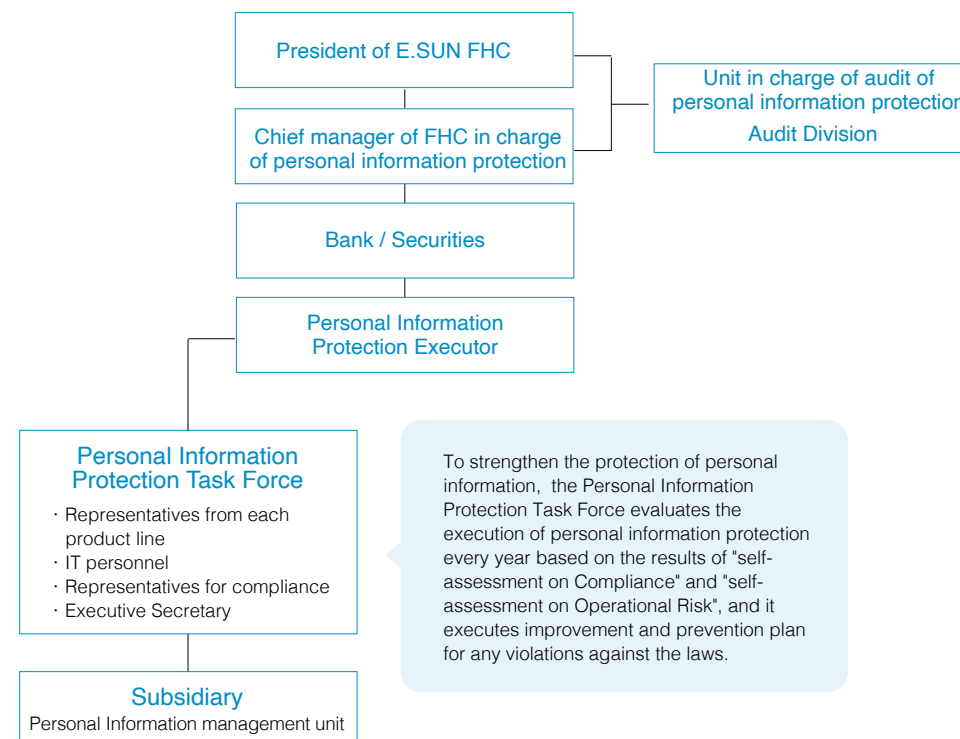 President of E.SUN FHC
Unit in charge of audit of
personal information protection
Audit Division
Chief manager of FHC in charge
of personal information protection
Bank / Securities
Personal Information
Protection Executor
Personal Information
Protection Task Force
· Representatives from each
product line
· IT personnel
· Representatives for compliance
· Executive Secretary
To strengthen the protection of personal
information, the Personal Information
Protection Task Force evaluates the
execution of personal information protection
every year based on the results of "self-
assessment on Compliance" and "self-
assessment on Operational Risk", and it
executes improvement and prevention plan
for any violations against the laws.
Subsidiary
Personal Information management unit